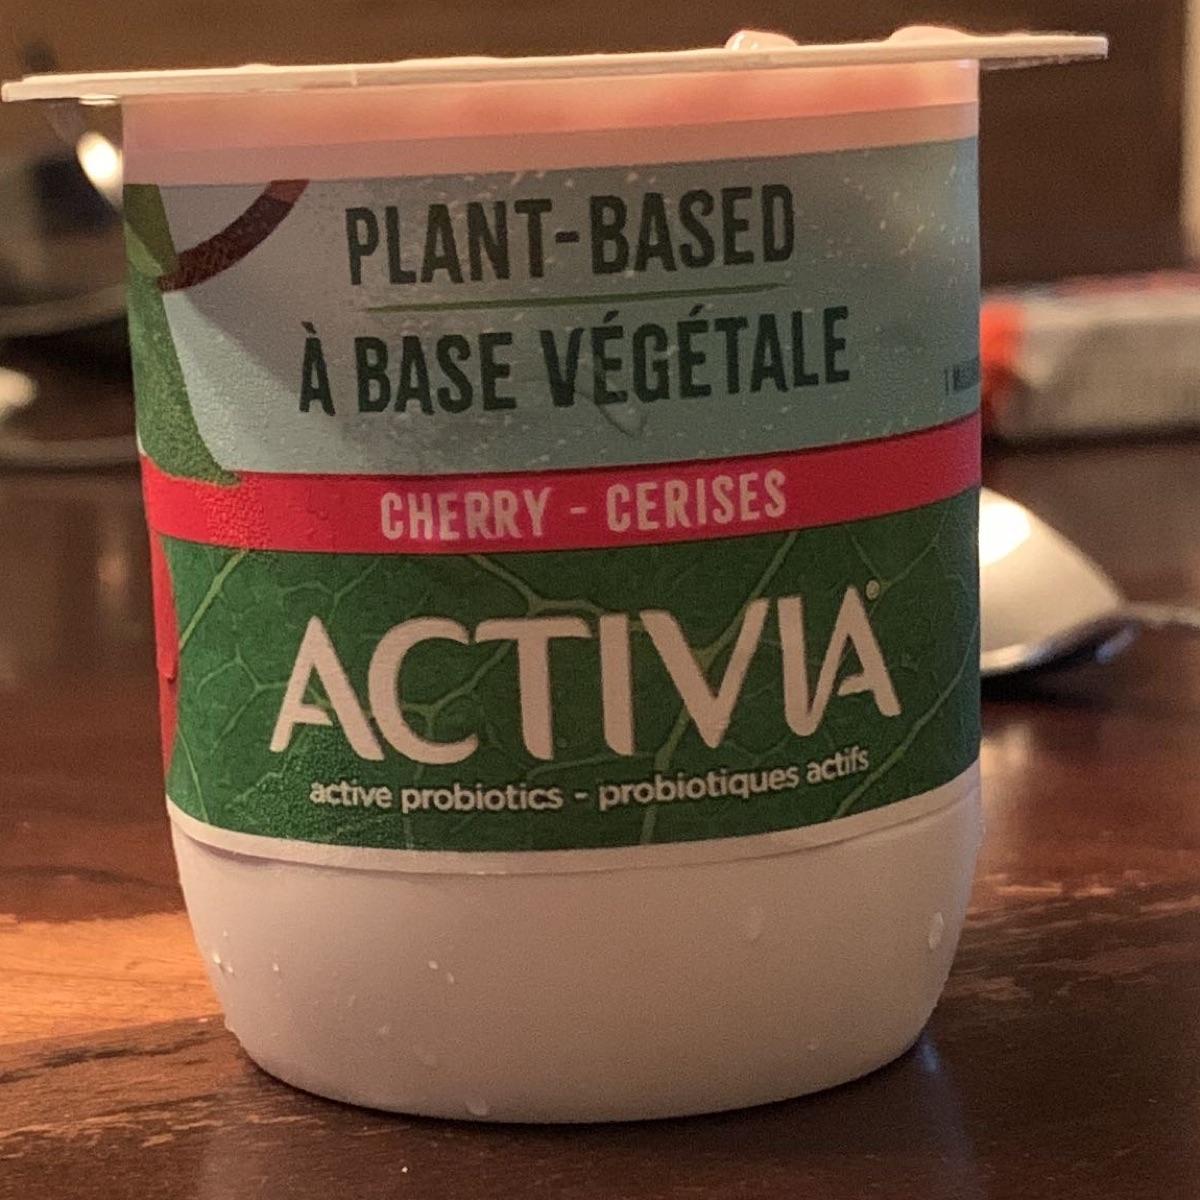 PLANT-BASED
À BASE VÉGÉTALE
CHERRY - CERISES
ACTIVIA®
active probiotics - probiotiques actifs